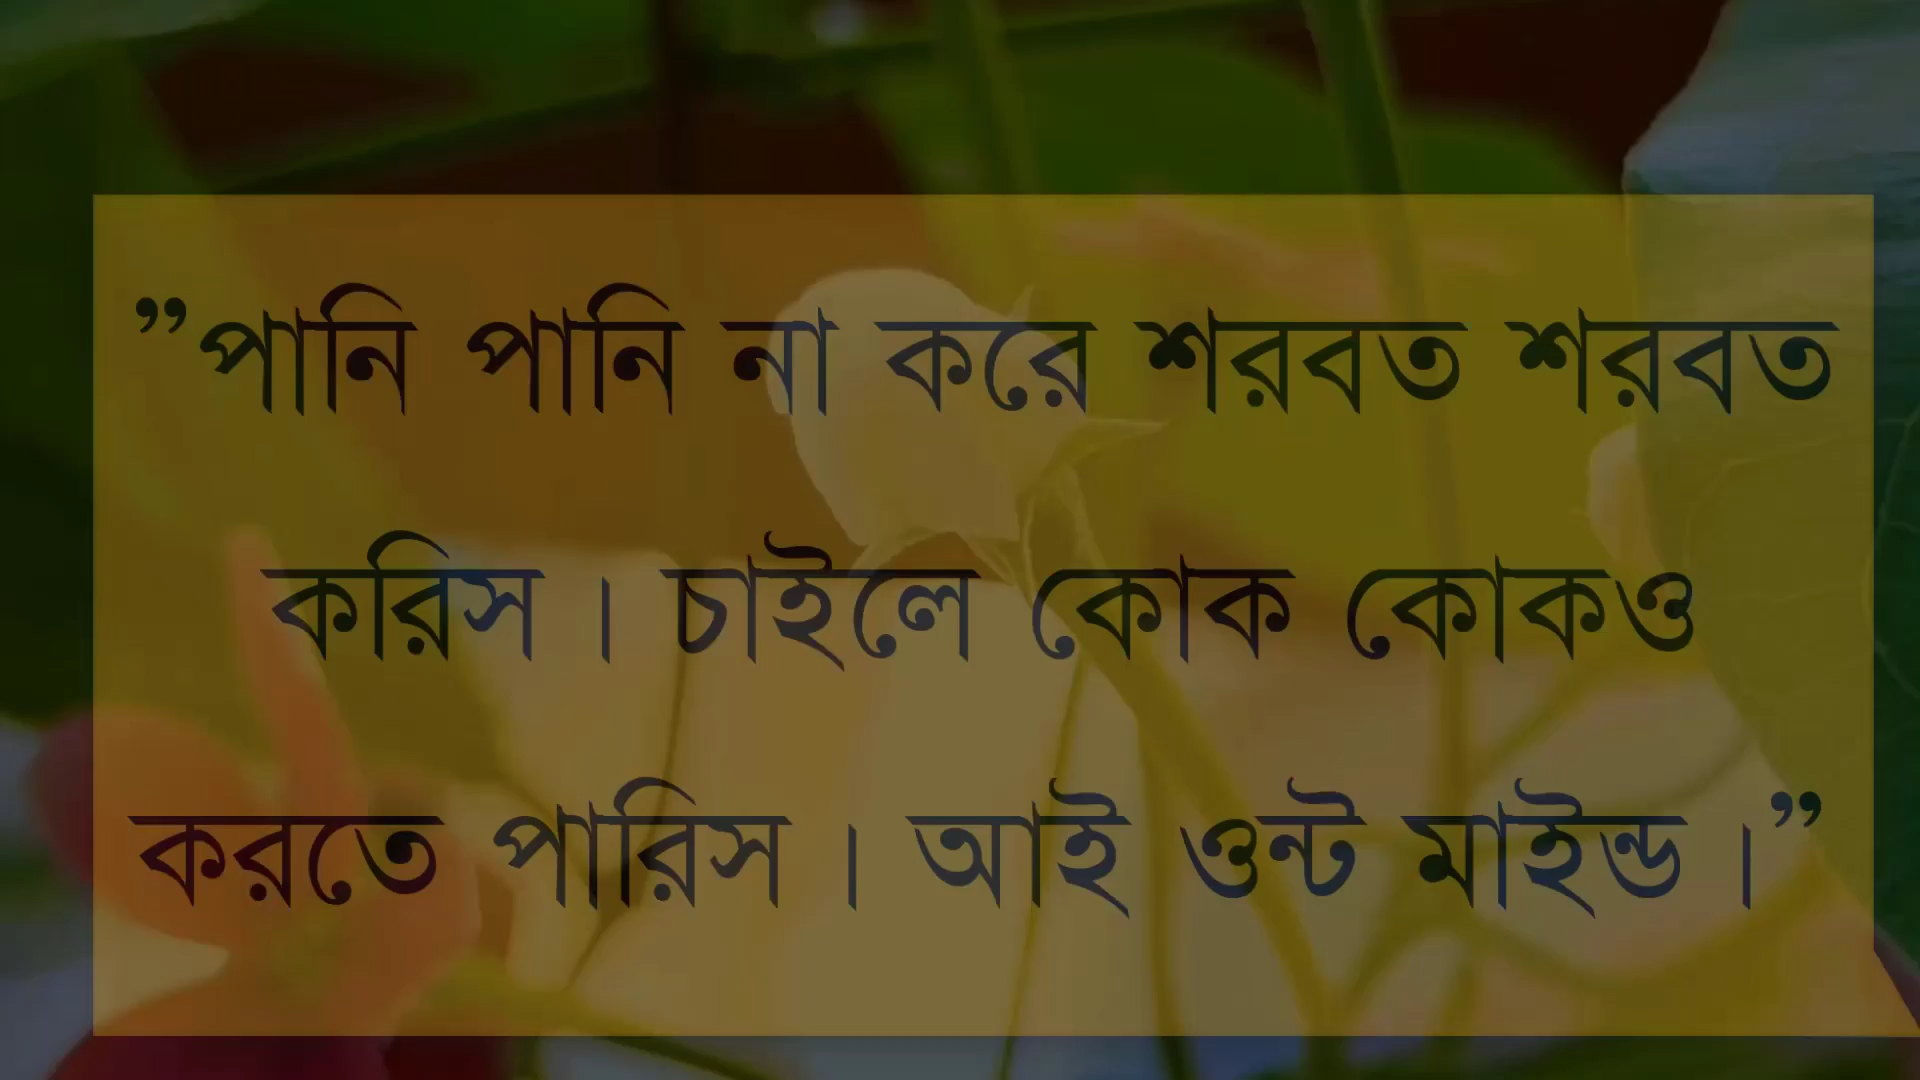 ”পানি পানি না করে শরবত শরবত
করিস । চাইলে কোক কোকও
করতে পারিস । আই ওন্ট মাইন্ড ।”